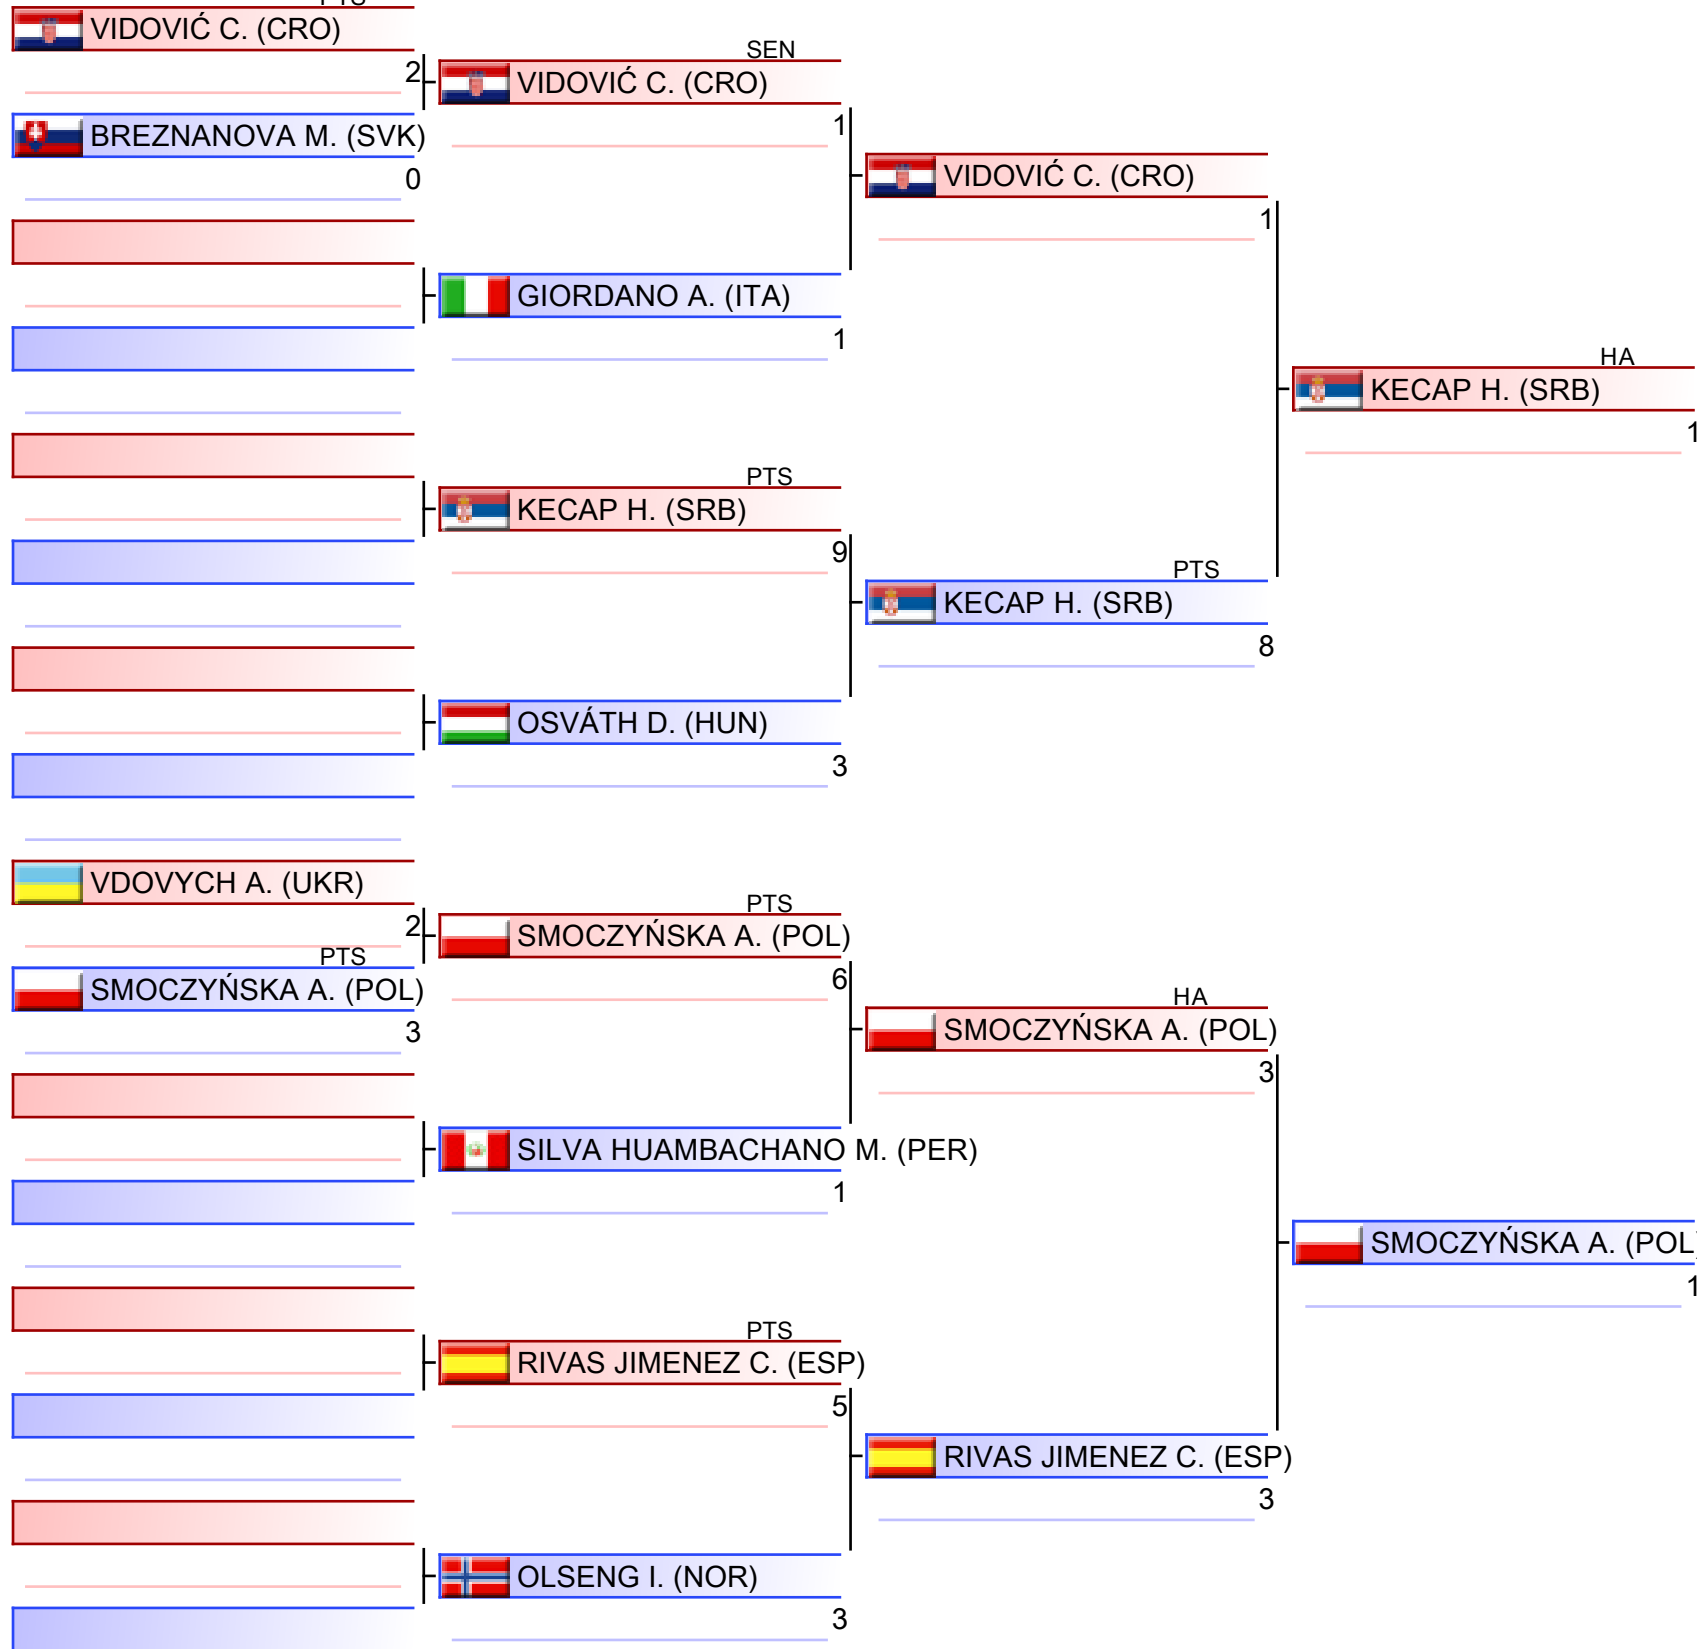 PTS
VIDOVIĆ C. (CRO)
2
BREZNANOVA M. (SVK)
0
VDOVYCH A. (UKR)
2
PTS
SMOCZYŃSKA A. (POL)
3
SEN
VIDOVIĆ C. (CRO)
1
GIORDANO A. (ITA)
1
PTS
KECAP H. (SRB)
9
OSVÁTH D. (HUN)
3
PTS
SMOCZYŃSKA A. (POL)
6
SILVA HUAMBACHANO M. (PER)
1
PTS
RIVAS JIMENEZ C. (ESP)
5
OLSENG I. (NOR)
3
VIDOVIĆ C. (CRO)
1
PTS
KECAP H. (SRB)
8
HA
SMOCZYŃSKA A. (POL)
3
RIVAS JIMENEZ C. (ESP)
3
HA
KECAP H. (SRB)
1
SMOCZYŃSKA A. (POL)
1